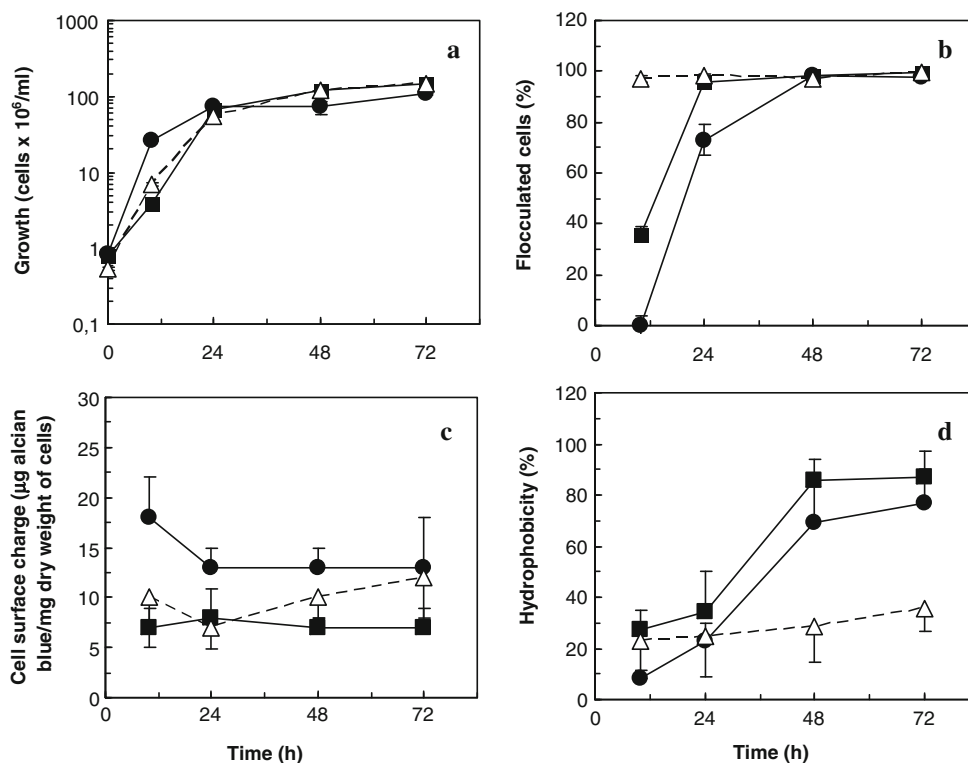 a
Growth (cells x 10⁶/ml)
1000
100
10
1
0,1
0 24 48 72
b
Flocculated cells (%)
120
100
80
60
40
20
0
0 24 48 72
c
Cell surface charge (µg alcian
blue/mg dry weight of cells)
30
25
20
15
10
5
0
0 24 48 72
Time (h)
d
Hydrophobicity (%)
120
100
80
60
40
20
0
0 24 48 72
Time (h)